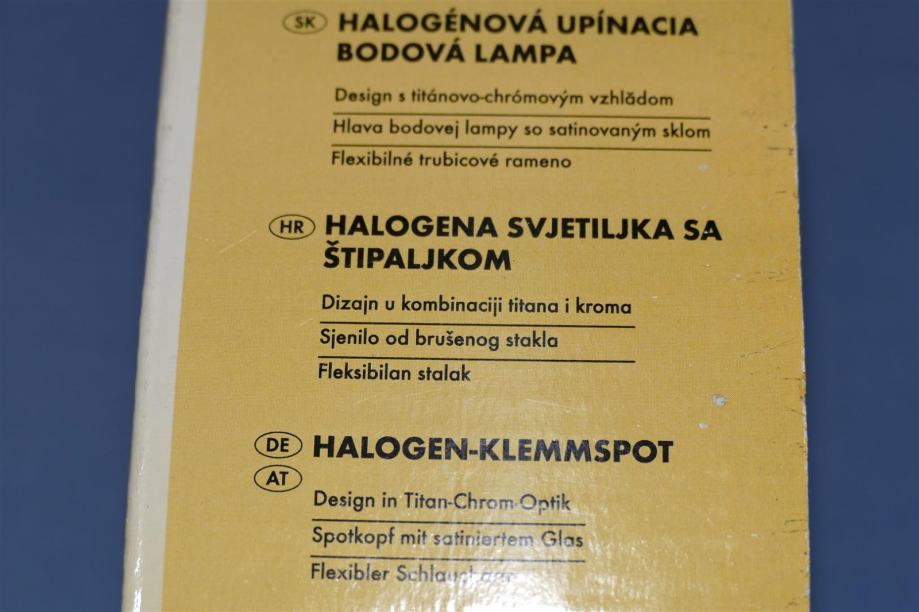 SK HALOGÉNOVÁ UPÍNACIA
BODOVÁ LAMPA
Design s titánovo-chrómovým vzhľădom
Hlava bodovej lampy so satinovaným sklom
Flexibilné trubicové rameno
HR HALOGENA SVJETILJKA SA
ŠTIPALJKOM
Dizajn u kombinaciji titana i kroma
Sjenilo od brušenog stakla
Fleksibilan stalak
DE HALOGEN-KLEMMSPOT
AT
Design in Titan-Chrom-Optik
Spotkopf mit satiniertem Glas
Flexibler